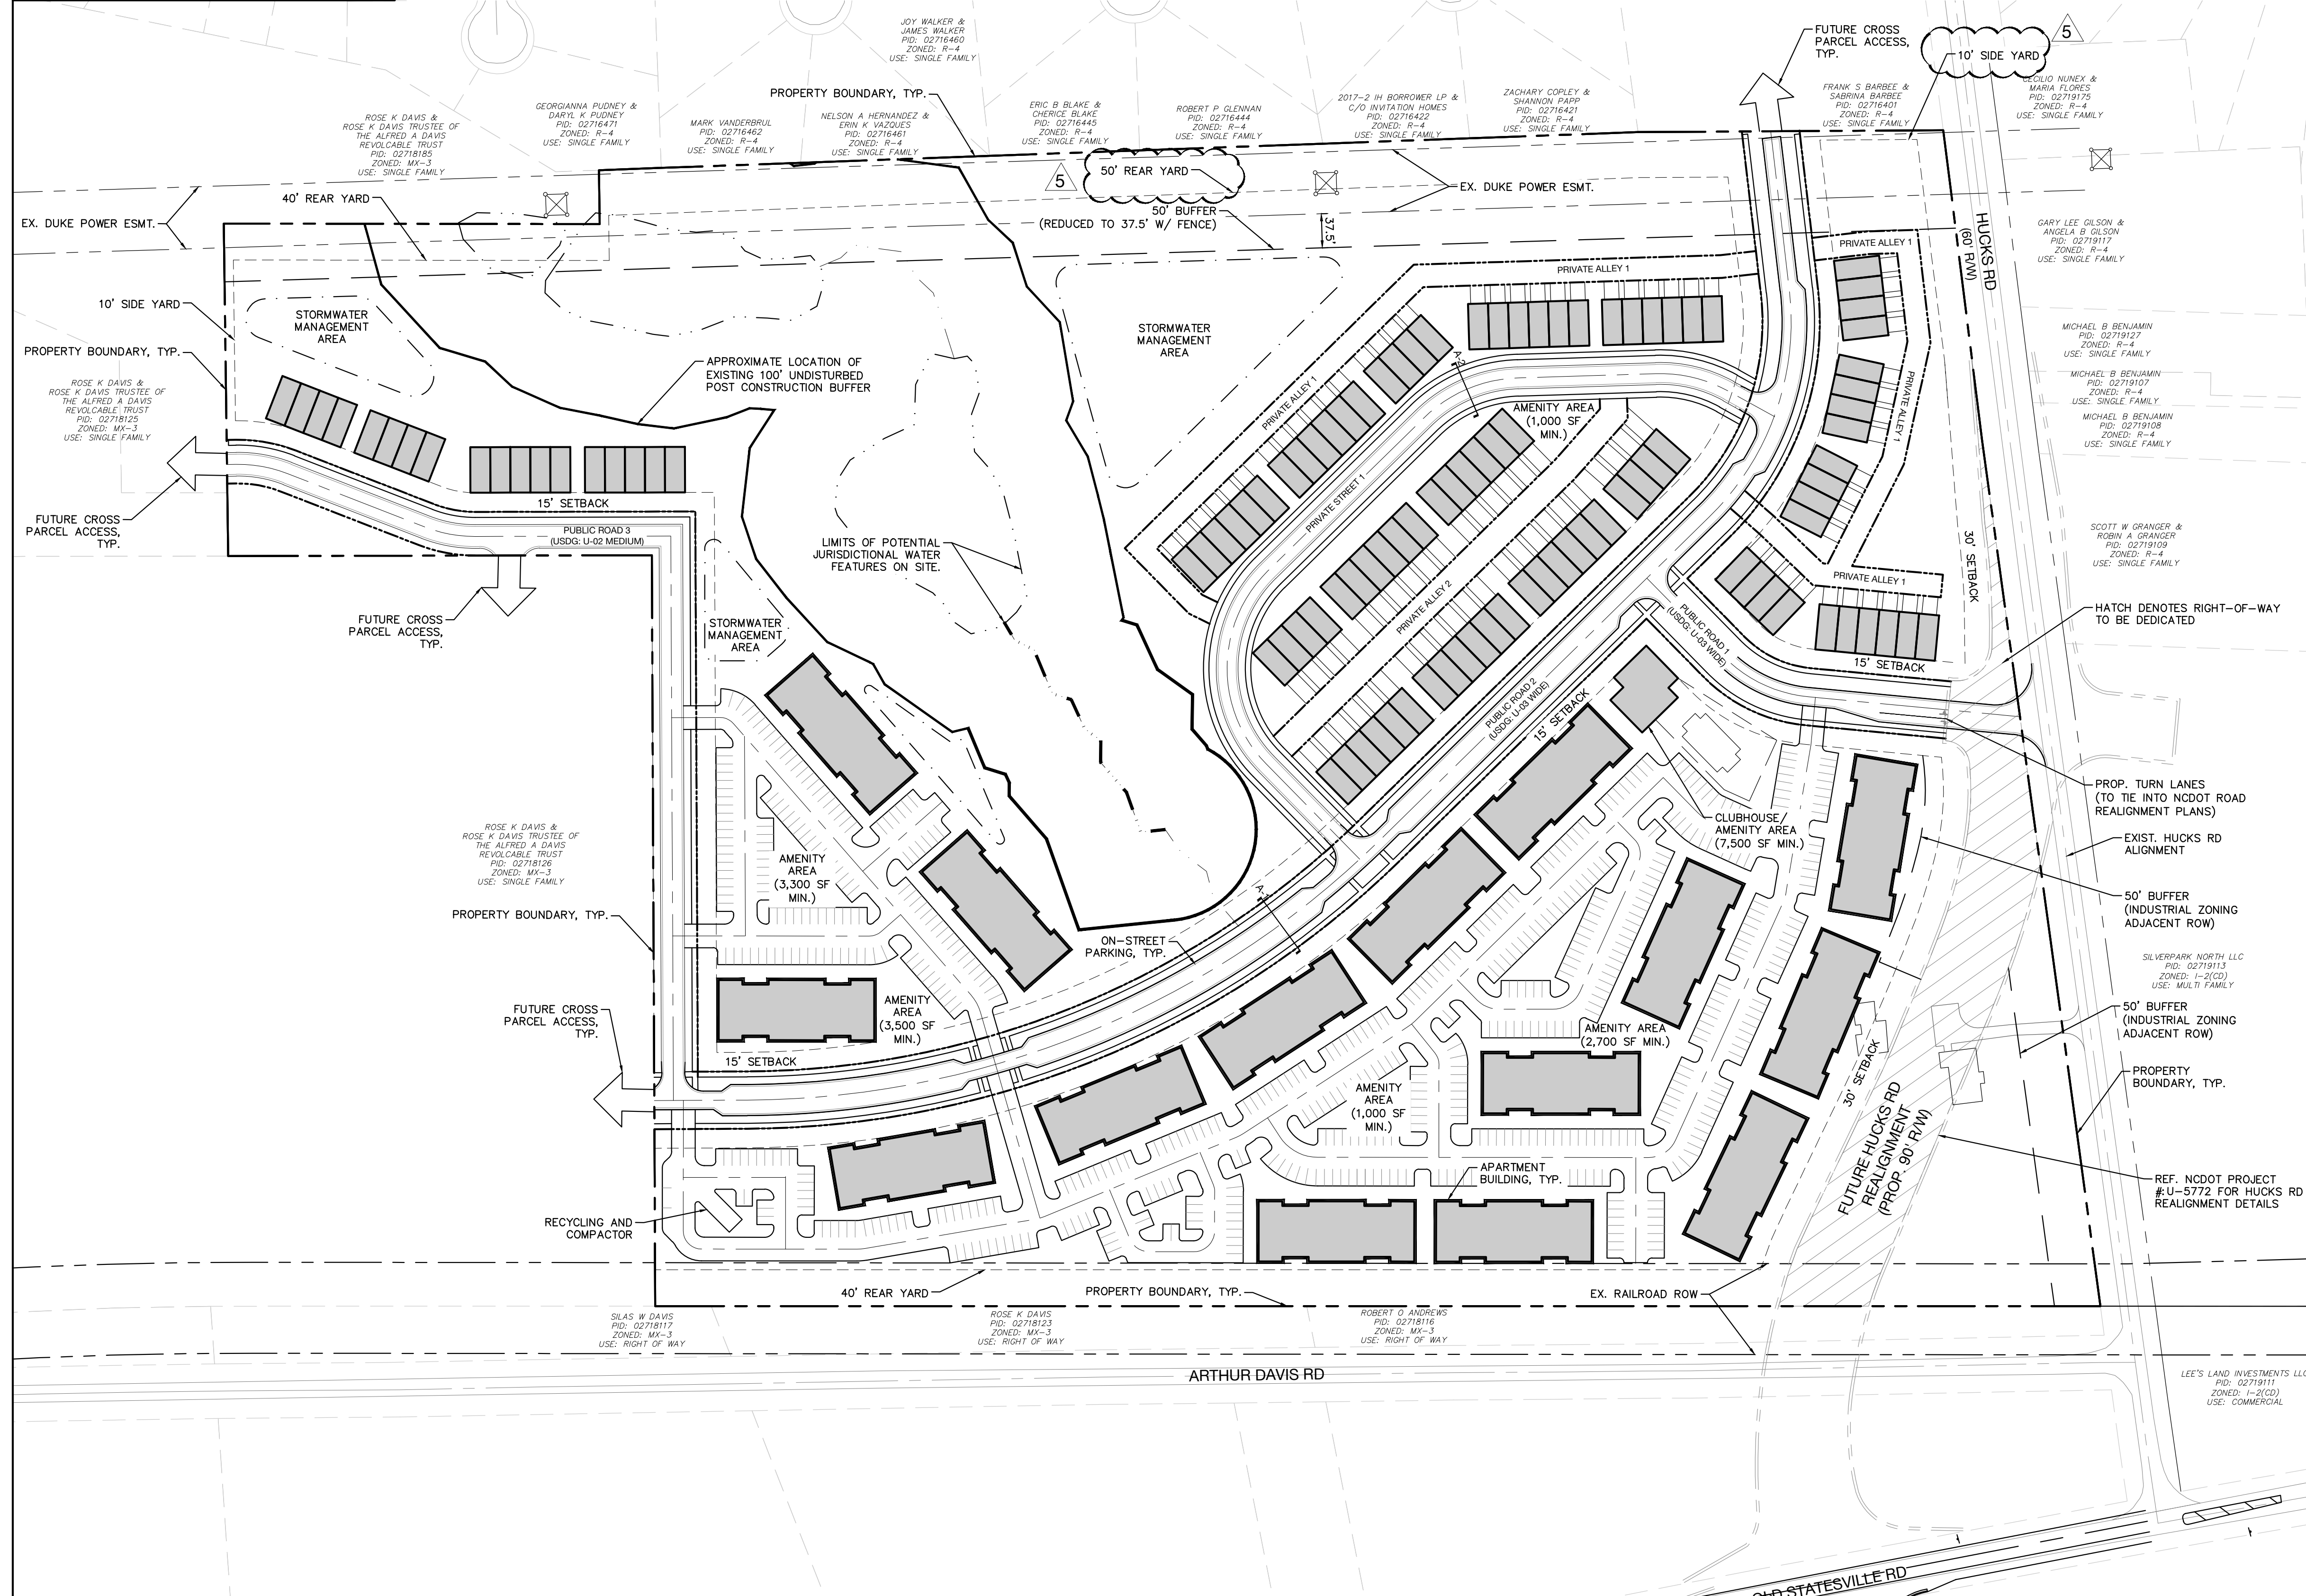 JOY WALKER &
JAMES WALKER
PID: 02716460
ZONED: R-4
USE: SINGLE FAMILY
FUTURE CROSS
PARCEL ACCESS,
TYP.
5
10' SIDE YARD
PROPERTY BOUNDARY, TYP.
ROSE K DAVIS &
ROSE K DAVIS TRUSTEE OF
THE ALFRED A DAVIS
REVOLCABLE TRUST
PID: 02718185
ZONED: MX-3
USE: SINGLE FAMILY
GEORGIANNA PUDNEY &
DARYL K PUDNEY
PID: 02716471
ZONED: R-4
USE: SINGLE FAMILY
MARK VANDERBRUL
PID: 02716462
ZONED: R-4
USE: SINGLE FAMILY
NELSON A HERNANDEZ &
ERIN K VAZQUES
PID: 02716461
ZONED: R-4
USE: SINGLE FAMILY
ERIC B BLAKE &
CHERICE BLAKE
PID: 02716445
ZONED: R-4
USE: SINGLE FAMILY
ROBERT P GLENNAN
PID: 02716444
ZONED: R-4
USE: SINGLE FAMILY
2017-2 IH BORROWER LP &
C/O INVITATION HOMES
PID: 02716422
ZONED: R-4
USE: SINGLE FAMILY
ZACHARY COPLEY &
SHANNON PAPP
PID: 02716421
ZONED: R-4
USE: SINGLE FAMILY
FRANK S BARBEE &
SABRINA BARBEE
PID: 02716401
ZONED: R-4
USE: SINGLE FAMILY
CECILIO NUNEX &
MARIA FLORES
PID: 02719175
ZONED: R-4
USE: SINGLE FAMILY
5
50' REAR YARD
EX. DUKE POWER ESMT.
40' REAR YARD
EX. DUKE POWER ESMT.
50' BUFFER
(REDUCED TO 37.5' W/ FENCE)
37.5'
HUCKS RD
(60' R/W)
GARY LEE GILSON &
ANGELA B GILSON
PID: 02719117
ZONED: R-4
USE: SINGLE FAMILY
PRIVATE ALLEY 1
PRIVATE ALLEY 1
10' SIDE YARD
STORMWATER
MANAGEMENT
AREA
STORMWATER
MANAGEMENT
AREA
PROPERTY BOUNDARY, TYP.
APPROXIMATE LOCATION OF
EXISTING 100' UNDISTURBED
POST CONSTRUCTION BUFFER
MICHAEL B BENJAMIN
PID: 02719127
ZONED: R-4
USE: SINGLE FAMILY
MICHAEL B BENJAMIN
PID: 02719107
ZONED: R-4
USE: SINGLE FAMILY
MICHAEL B BENJAMIN
PID: 02719108
ZONED: R-4
USE: SINGLE FAMILY
ROSE K DAVIS &
ROSE K DAVIS TRUSTEE OF
THE ALFRED A DAVIS
REVOLCABLE TRUST
PID: 02718125
ZONED: MX-3
USE: SINGLE FAMILY
PRIVATE ALLEY 1
PRIVATE ALLEY 1
AMENITY AREA
(1,000 SF
MIN.)
15' SETBACK
PUBLIC ROAD 3
(USDG: U-02 MEDIUM)
FUTURE CROSS
PARCEL ACCESS,
TYP.
PRIVATE STREET 1
LIMITS OF POTENTIAL
JURISDICTIONAL WATER
FEATURES ON SITE.
SCOTT W GRANGER &
ROBIN A GRANGER
PID: 02719109
ZONED: R-4
USE: SINGLE FAMILY
30' SETBACK
PRIVATE ALLEY 1
PRIVATE ALLEY 2
HATCH DENOTES RIGHT-OF-WAY
TO BE DEDICATED
FUTURE CROSS
PARCEL ACCESS,
TYP.
STORMWATER
MANAGEMENT
AREA
PUBLIC ROAD 1
(USDG: U-03 WIDE)
15' SETBACK
PUBLIC ROAD 2
(USDG: U-03 WIDE)
15' SETBACK
PROP. TURN LANES
(TO TIE INTO NCDOT ROAD
REALIGNMENT PLANS)
CLUBHOUSE/
AMENITY AREA
(7,500 SF MIN.)
EXIST. HUCKS RD
ALIGNMENT
ROSE K DAVIS &
ROSE K DAVIS TRUSTEE OF
THE ALFRED A DAVIS
REVOLCABLE TRUST
PID: 02718126
ZONED: MX-3
USE: SINGLE FAMILY
AMENITY
AREA
(3,300 SF
MIN.)
A-1
50' BUFFER
(INDUSTRIAL ZONING
ADJACENT ROW)
PROPERTY BOUNDARY, TYP.
ON-STREET
PARKING, TYP.
SILVERPARK NORTH LLC
PID: 02719113
ZONED: I-2(CD)
USE: MULTI FAMILY
AMENITY
AREA
(3,500 SF
MIN.)
FUTURE CROSS
PARCEL ACCESS,
TYP.
50' BUFFER
(INDUSTRIAL ZONING
ADJACENT ROW)
AMENITY AREA
(2,700 SF MIN.)
15' SETBACK
30' SETBACK
PROPERTY
BOUNDARY, TYP.
AMENITY
AREA
(1,000 SF
MIN.)
FUTURE HUCKS RD
REALIGNMENT
(PROP. 90' R/W)
APARTMENT
BUILDING, TYP.
REF. NCDOT PROJECT
#:U-5772 FOR HUCKS RD
REALIGNMENT DETAILS
RECYCLING AND
COMPACTOR
40' REAR YARD
PROPERTY BOUNDARY, TYP.
EX. RAILROAD ROW
SILAS W DAVIS
PID: 02718117
ZONED: MX-3
USE: RIGHT OF WAY
ROSE K DAVIS
PID: 02718123
ZONED: MX-3
USE: RIGHT OF WAY
ROBERT O ANDREWS
PID: 02718116
ZONED: MX-3
USE: RIGHT OF WAY
ARTHUR DAVIS RD
LEE'S LAND INVESTMENTS LLC
PID: 02719111
ZONED: I-2(CD)
USE: COMMERCIAL
OLD STATESVILLE RD